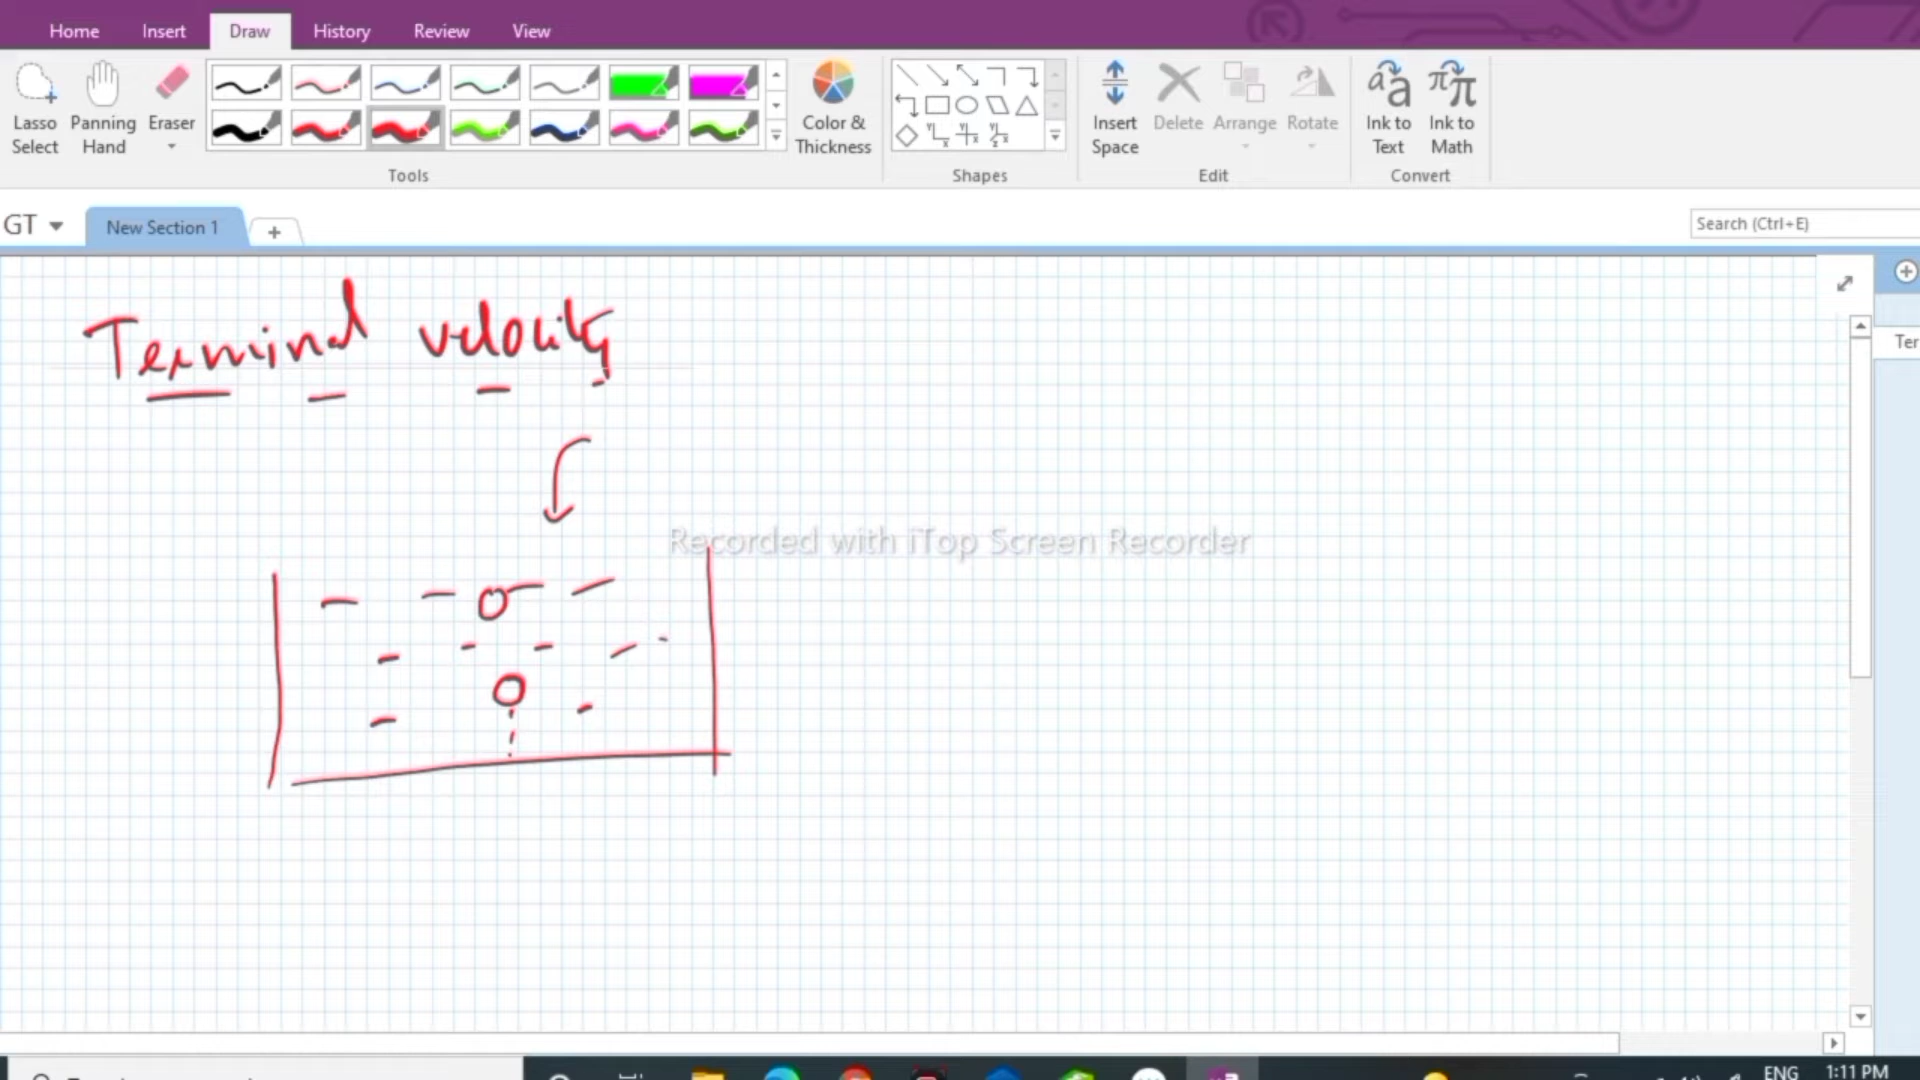 Home Insert Draw History Review View
Lasso Select Panning Hand Eraser Color & Thickness Insert Space Delete Arrange Rotate Ink to Text Ink to Math
Tools Shapes Edit Convert
GT New Section 1 + Search (Ctrl+E)
Ter
Terminal velocity
Recorded with iTop Screen Recorder
ENG 1:11 PM